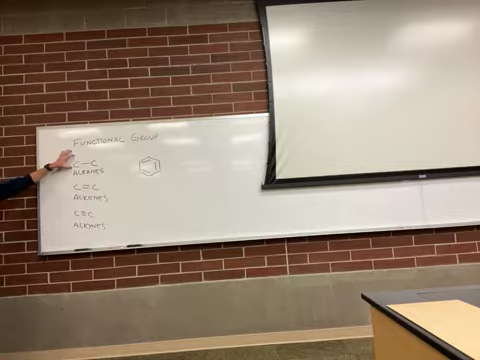 FUNCTIONAL GROUP
C—C
ALKANES
C=C
ALKENES
C≡C
ALKYNES